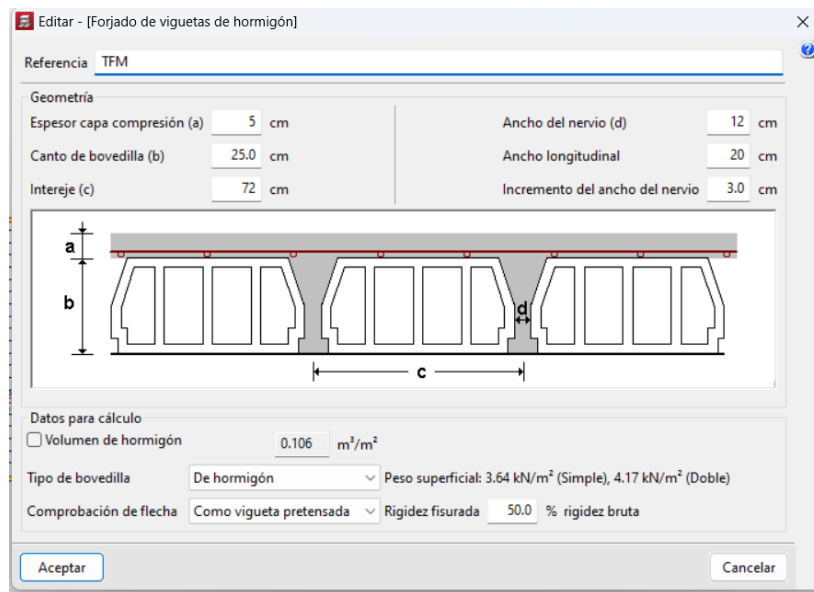 Editar - [Forjado de viguetas de hormigón]
Referencia TFM
Geometría
Espesor capa compresión (a) 5 cm Ancho del nervio (d) 12 cm
Canto de bovedilla (b) 25.0 cm Ancho longitudinal 20 cm
Intereje (c) 72 cm Incremento del ancho del nervio 3.0 cm
a
b
d
c
Datos para cálculo
Volumen de hormigón 0.106 m³/m²
Tipo de bovedilla De hormigón Peso superficial: 3.64 kN/m² (Simple), 4.17 kN/m² (Doble)
Comprobación de flecha Como vigueta pretensada Rigidez fisurada 50.0 % rigidez bruta
Aceptar Cancelar